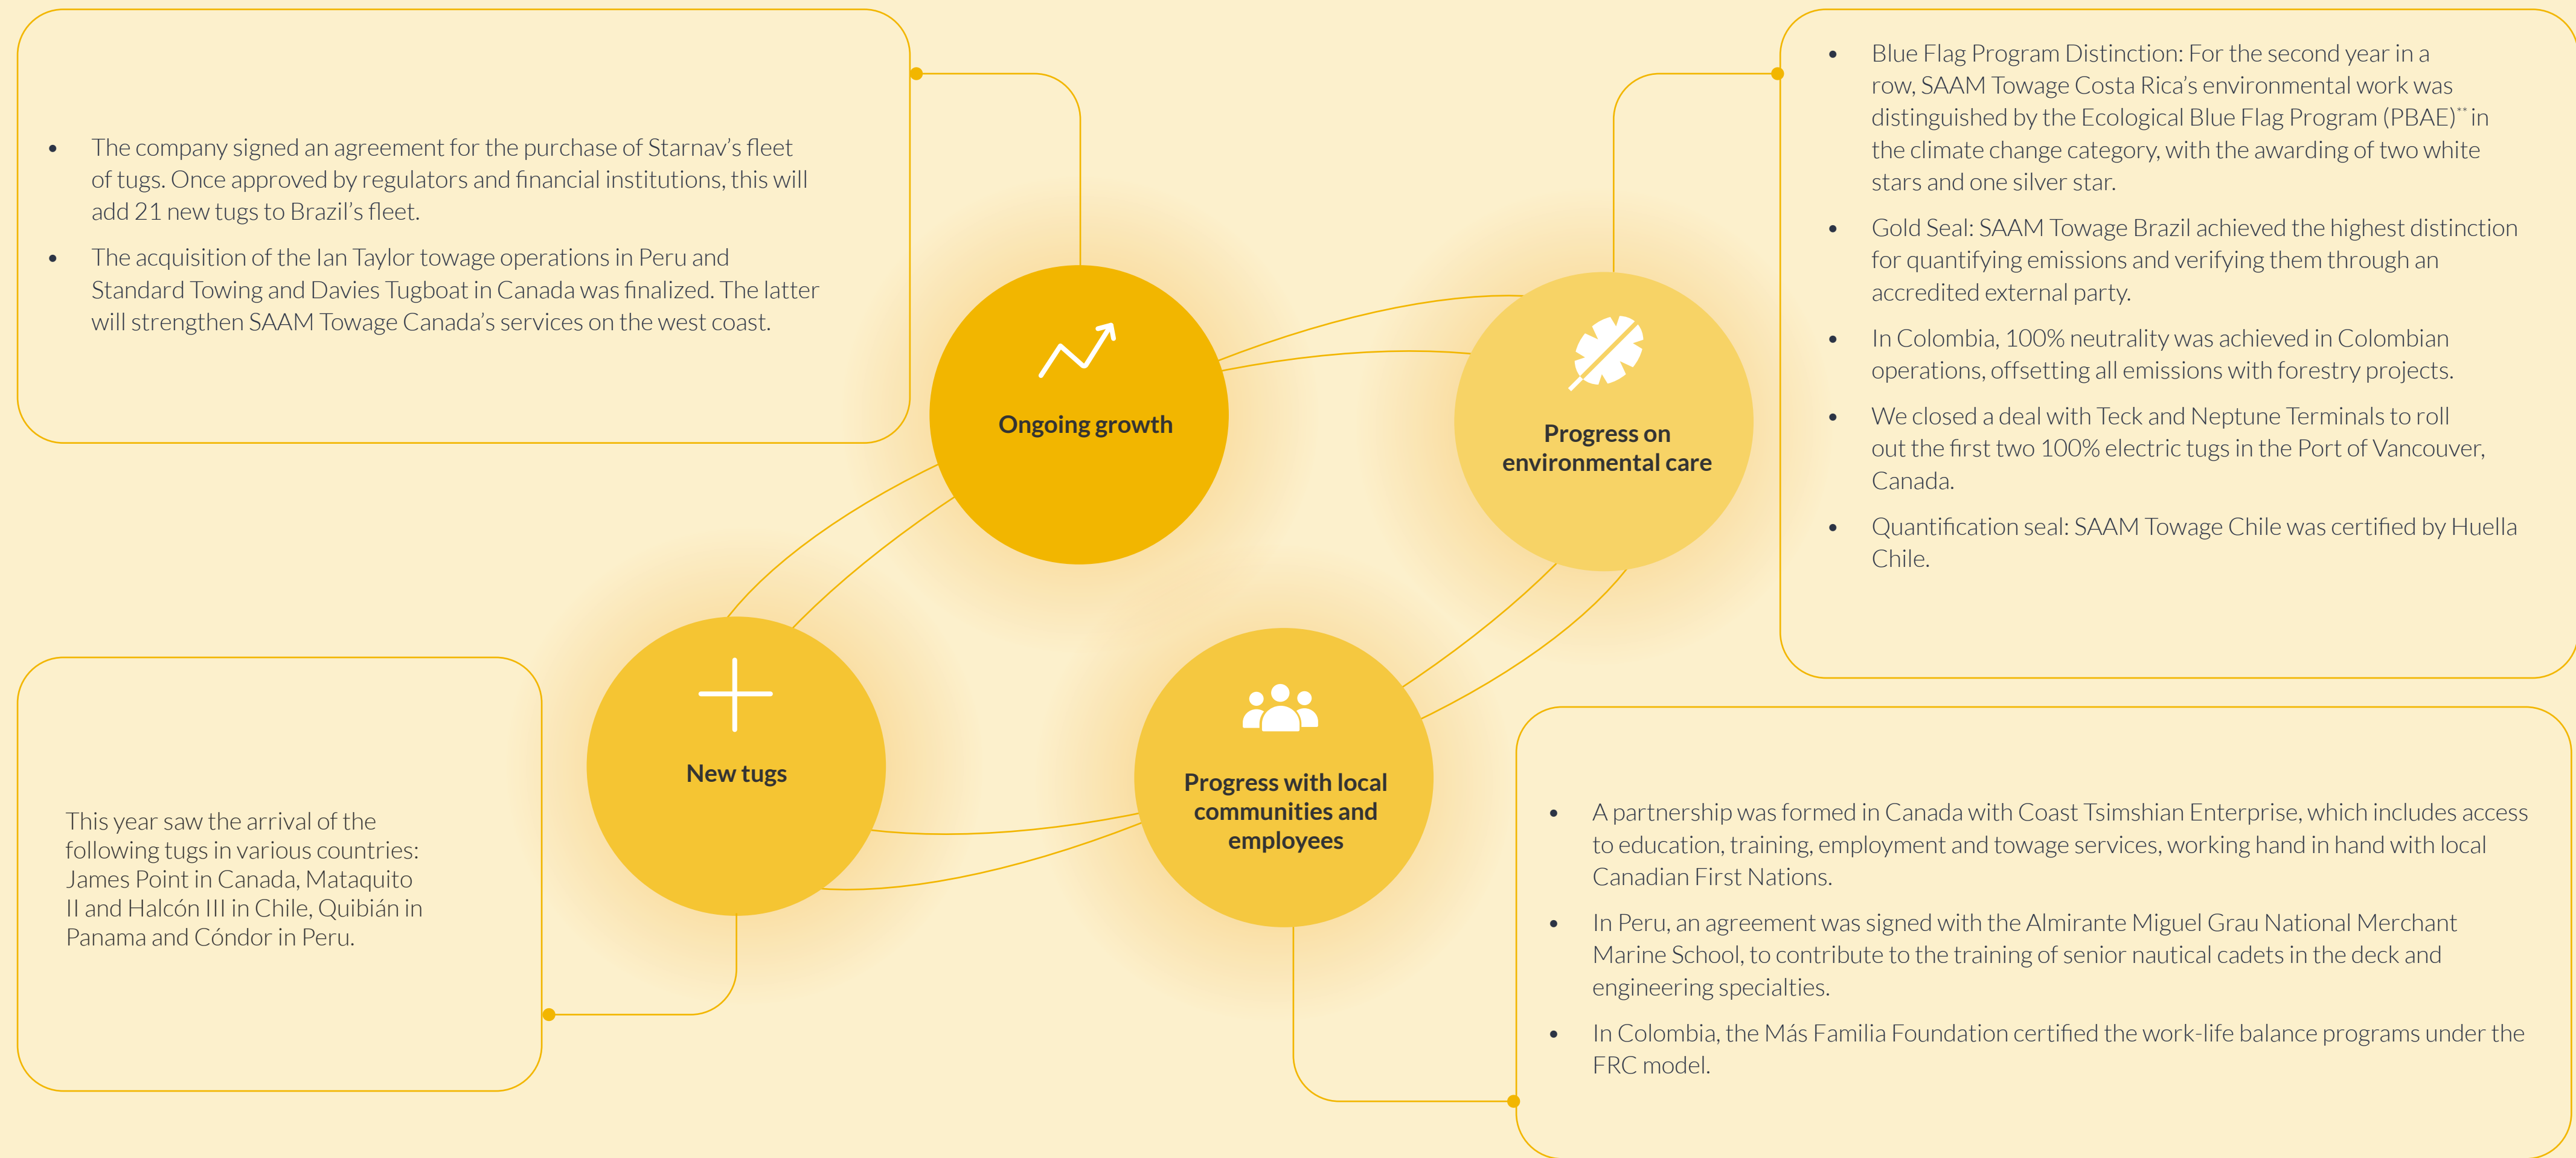 • The company signed an agreement for the purchase of Starnav’s fleet
of tugs. Once approved by regulators and financial institutions, this will
add 21 new tugs to Brazil’s fleet.
• The acquisition of the Ian Taylor towage operations in Peru and
Standard Towing and Davies Tugboat in Canada was finalized. The latter
will strengthen SAAM Towage Canada’s services on the west coast.
Ongoing growth
Progress on
environmental care
• Blue Flag Program Distinction: For the second year in a
row, SAAM Towage Costa Rica’s environmental work was
distinguished by the Ecological Blue Flag Program (PBAE)** in
the climate change category, with the awarding of two white
stars and one silver star.
• Gold Seal: SAAM Towage Brazil achieved the highest distinction
for quantifying emissions and verifying them through an
accredited external party.
• In Colombia, 100% neutrality was achieved in Colombian
operations, offsetting all emissions with forestry projects.
• We closed a deal with Teck and Neptune Terminals to roll
out the first two 100% electric tugs in the Port of Vancouver,
Canada.
• Quantification seal: SAAM Towage Chile was certified by Huella
Chile.
This year saw the arrival of the
following tugs in various countries:
James Point in Canada, Mataquito
II and Halcón III in Chile, Quibián in
Panama and Cóndor in Peru.
New tugs
Progress with local
communities and
employees
• A partnership was formed in Canada with Coast Tsimshian Enterprise, which includes access
to education, training, employment and towage services, working hand in hand with local
Canadian First Nations.
• In Peru, an agreement was signed with the Almirante Miguel Grau National Merchant
Marine School, to contribute to the training of senior nautical cadets in the deck and
engineering specialties.
• In Colombia, the Más Familia Foundation certified the work-life balance programs under the
FRC model.